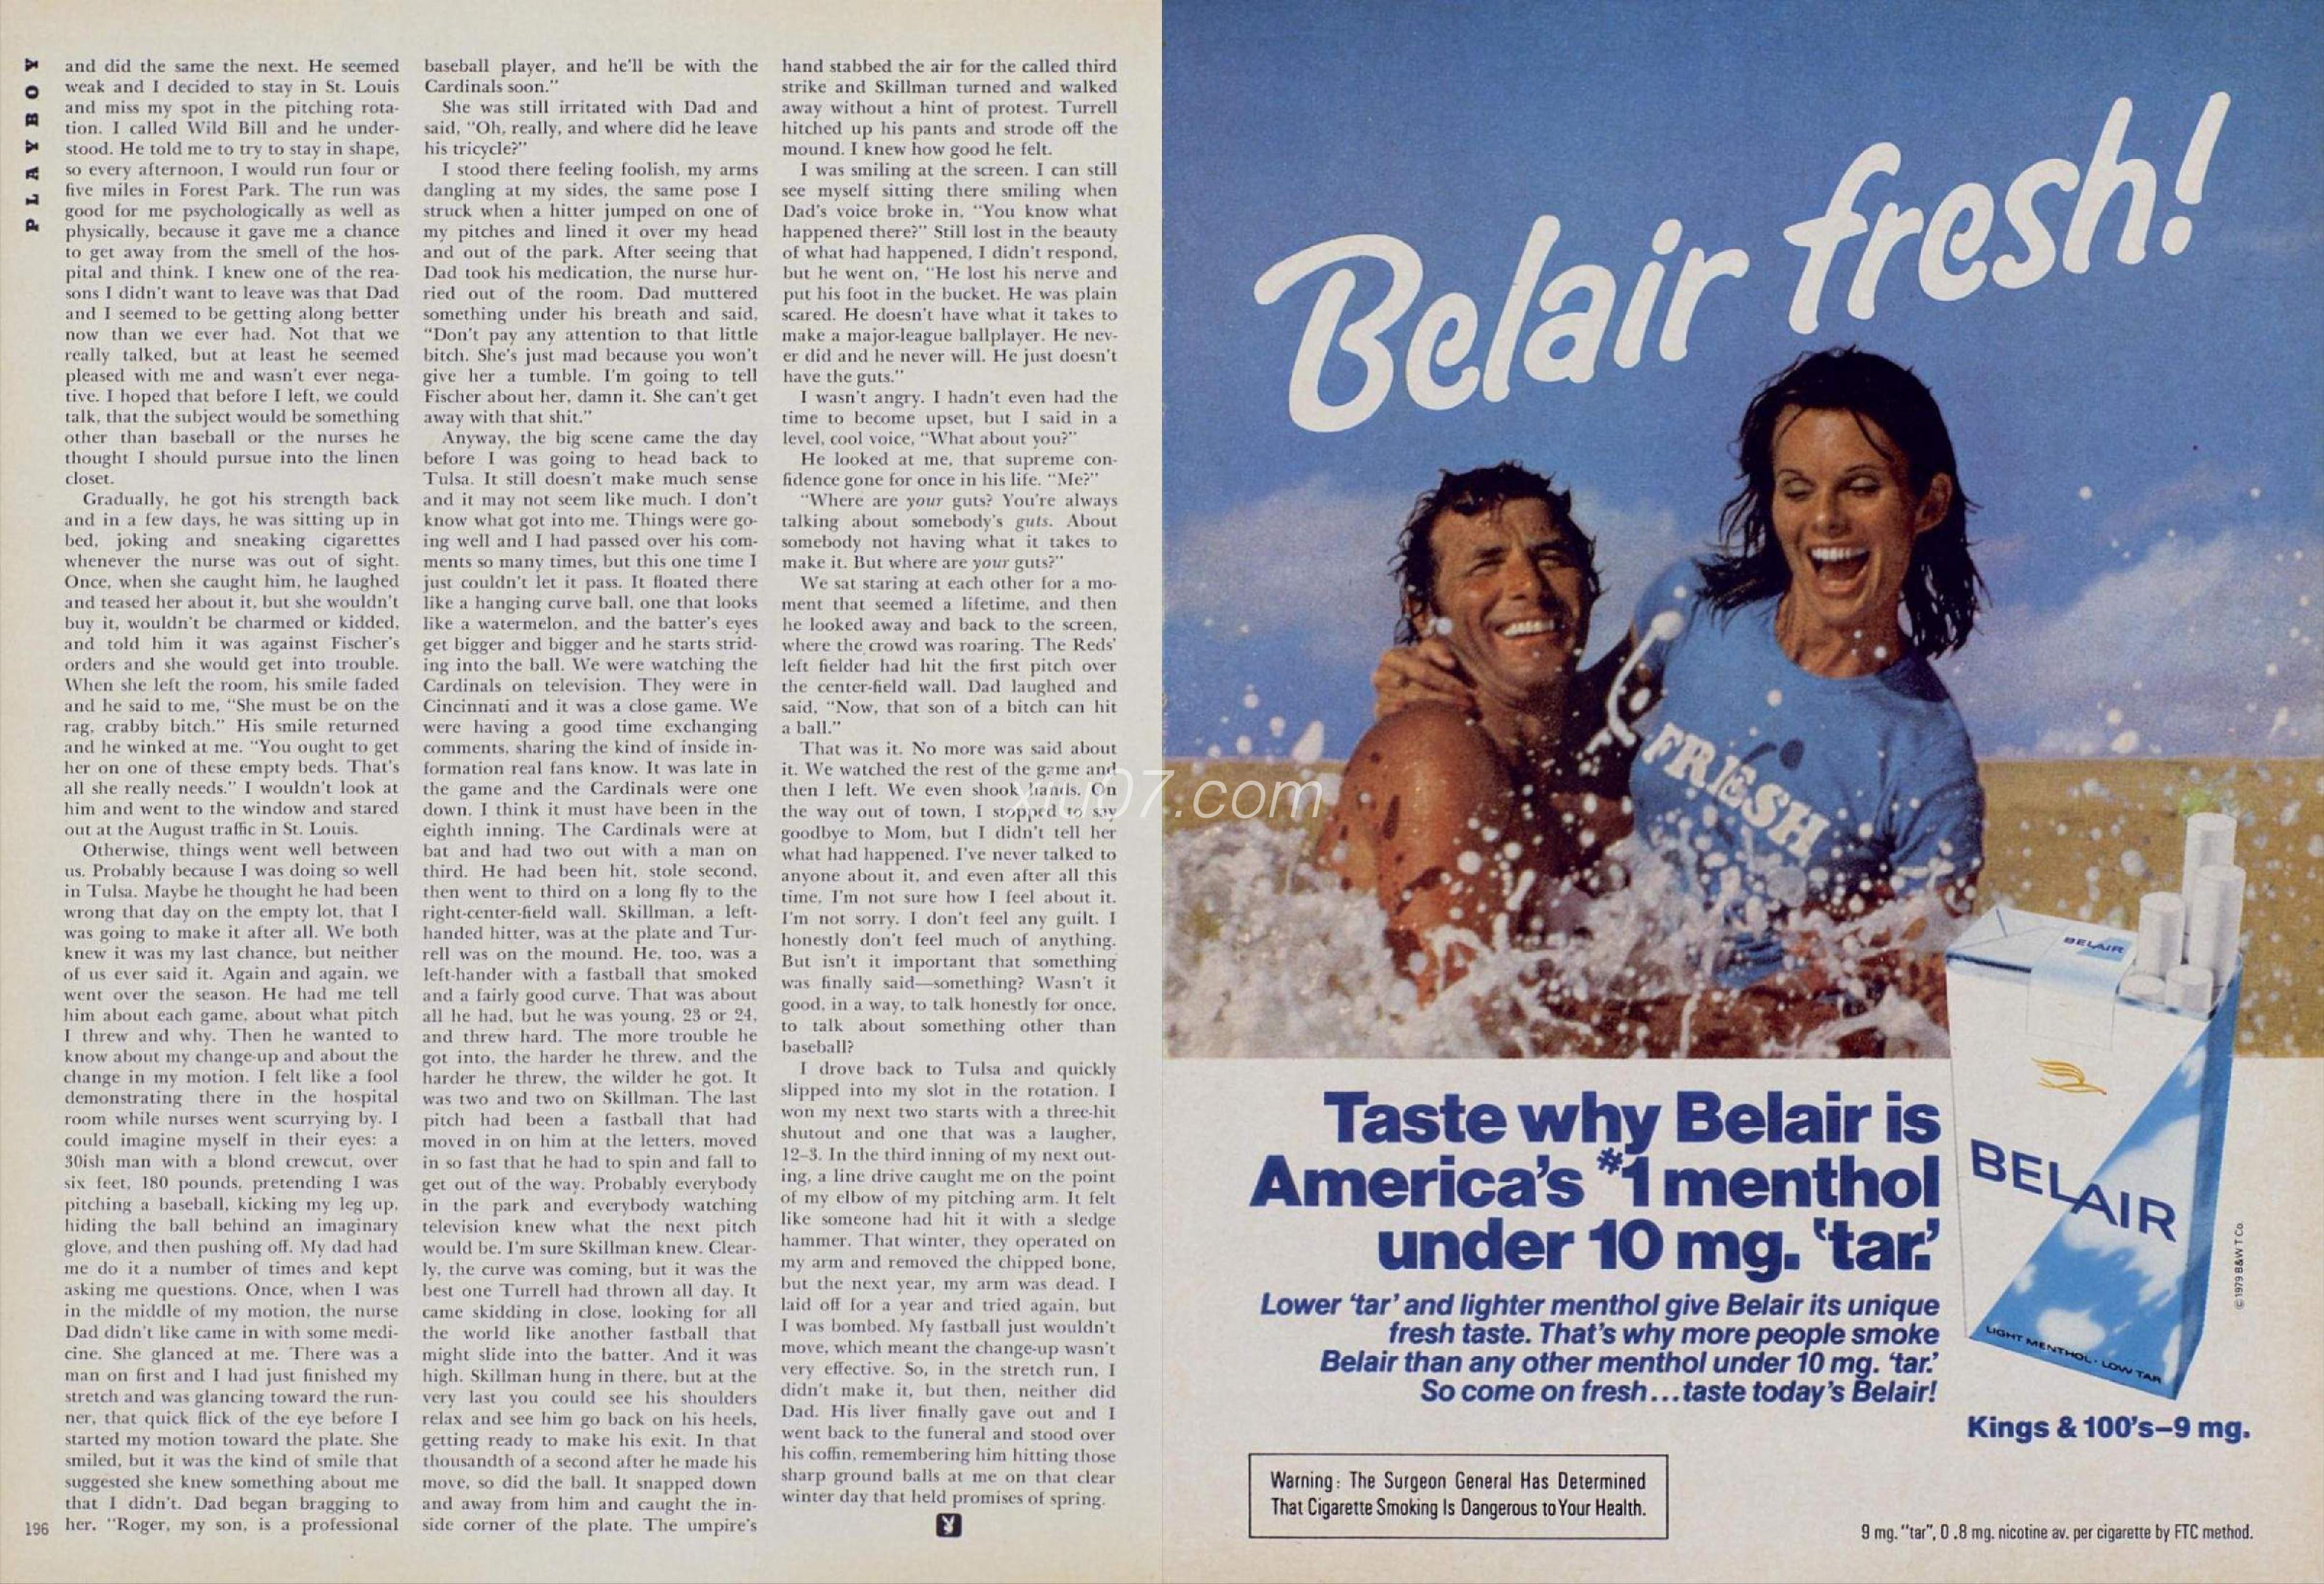 PLAYBOY
and did the same the next. He seemed
weak and I decided to stay in St. Louis
and miss my spot in the pitching rota-
tion. I called Wild Bill and he under-
stood. He told me to try to stay in shape,
so every afternoon, I would run four or
five miles in Forest Park. The run was
good for me psychologically as well as
physically, because it gave me a chance
to get away from the smell of the hos-
pital and think. I knew one of the rea-
sons I didn't want to leave was that Dad
and I seemed to be getting along better
now than we ever had. Not that we
really talked, but at least he seemed
pleased with me and wasn't ever nega-
tive. I hoped that before I left, we could
talk, that the subject would be something
other than baseball or the nurses he
thought I should pursue into the linen
closet.
Gradually, he got his strength back
and in a few days, he was sitting up in
bed, joking and sneaking cigarettes
whenever the nurse was out of sight.
Once, when she caught him, he laughed
and teased her about it, but she wouldn't
buy it, wouldn't be charmed or kidded,
and told him it was against Fischer's
orders and she would get into trouble.
When she left the room, his smile faded
and he said to me, "She must be on the
rag, crabby bitch." His smile returned
and he winked at me. "You ought to get
her on one of these empty beds. That's
all she really needs." I wouldn't look at
him and went to the window and stared
out at the August traffic in St. Louis.
Otherwise, things went well between
us. Probably because I was doing so well
in Tulsa. Maybe he thought he had been
wrong that day on the empty lot, that I
was going to make it after all. We both
knew it was my last chance, but neither
of us ever said it. Again and again, we
went over the season. He had me tell
him about each game, about what pitch
I threw and why. Then he wanted to
know about my change-up and about the
change in my motion. I felt like a fool
demonstrating there in the hospital
room while nurses went scurrying by. I
could imagine myself in their eyes: a
30ish man with a blond crewcut, over
six feet, 180 pounds, pretending I was
pitching a baseball, kicking my leg up,
hiding the ball behind an imaginary
glove, and then pushing off. My dad had
me do it a number of times and kept
asking me questions. Once, when I was
in the middle of my motion, the nurse
Dad didn't like came in with some medi-
cine. She glanced at me. There was a
man on first and I had just finished my
stretch and was glancing toward the run-
ner, that quick flick of the eye before I
started my motion toward the plate. She
smiled, but it was the kind of smile that
suggested she knew something about me
that I didn't. Dad began bragging to
her. "Roger, my son, is a professional
196
baseball player, and he'll be with the
Cardinals soon."
She was still irritated with Dad and
said, "Oh, really, and where did he leave
his tricycle?"
I stood there feeling foolish, my arms
dangling at my sides, the same pose I
struck when a hitter jumped on one of
my pitches and lined it over my head
and out of the park. After seeing that
Dad took his medication, the nurse hur-
ried out of the room. Dad muttered
something under his breath and said,
"Don't pay any attention to that little
bitch. She's just mad because you won't
give her a tumble. I'm going to tell
Fischer about her, damn it. She can't get
away with that shit."
Anyway, the big scene came the day
before I was going to head back to
Tulsa. It still doesn't make much sense
and it may not seem like much. I don't
know what got into me. Things were go-
ing well and I had passed over his com-
ments so many times, but this one time I
just couldn't let it pass. It floated there
like a hanging curve ball, one that looks
like a watermelon, and the batter's eyes
get bigger and bigger and he starts strid-
ing into the ball. We were watching the
Cardinals on television. They were in
Cincinnati and it was a close game. We
were having a good time exchanging
comments, sharing the kind of inside in-
formation real fans know. It was late in
the game and the Cardinals were one
down. I think it must have been in the
eighth inning. The Cardinals were at
bat and had two out with a man on
third. He had been hit, stole second,
then went to third on a long fly to the
right-center-field wall. Skillman, a left-
handed hitter, was at the plate and Tur-
rell was on the mound. He, too, was a
left-hander with a fastball that smoked
and a fairly good curve. That was about
all he had, but he was young, 23 or 24,
and threw hard. The more trouble he
got into, the harder he threw, and the
harder he threw, the wilder he got. It
was two and two on Skillman. The last
pitch had been a fastball that had
moved in on him at the letters, moved
in so fast that he had to spin and fall to
get out of the way. Probably everybody
in the park and everybody watching
television knew what the next pitch
would be. I'm sure Skillman knew. Clear-
ly, the curve was coming, but it was the
best one Turrell had thrown all day. It
came skidding in close, looking for all
the world like another fastball that
might slide into the batter. And it was
high. Skillman hung in there, but at the
very last you could see his shoulders
relax and see him go back on his heels,
getting ready to make his exit. In that
thousandth of a second after he made his
move, so did the ball. It snapped down
and away from him and caught the in-
side corner of the plate. The umpire's
hand stabbed the air for the called third
strike and Skillman turned and walked
away without a hint of protest. Turrell
hitched up his pants and strode off the
mound. I knew how good he felt.
I was smiling at the screen. I can still
see myself sitting there smiling when
Dad's voice broke in, "You know what
happened there?" Still lost in the beauty
of what had happened, I didn't respond,
but he went on, "He lost his nerve and
put his foot in the bucket. He was plain
scared. He doesn't have what it takes to
make a major-league ballplayer. He nev-
er did and he never will. He just doesn't
have the guts."
I wasn't angry. I hadn't even had the
time to become upset, but I said in a
level, cool voice, "What about you?"
He looked at me, that supreme con-
fidence gone for once in his life. "Me?"
"Where are your guts? You're always
talking about somebody's guts. About
somebody not having what it takes to
make it. But where are your guts?"
We sat staring at each other for a mo-
ment that seemed a lifetime, and then
he looked away and back to the screen,
where the crowd was roaring. The Reds'
left fielder had hit the first pitch over
the center-field wall. Dad laughed and
said, "Now, that son of a bitch can hit
a ball."
That was it. No more was said about
it. We watched the rest of the game and
then I left. We even shook hands. On
the way out of town, I stopped to say
goodbye to Mom, but I didn't tell her
what had happened. I've never talked to
anyone about it, and even after all this
time, I'm not sure how I feel about it.
I'm not sorry. I don't feel any guilt. I
honestly don't feel much of anything.
But isn't it important that something
was finally said—something? Wasn't it
good, in a way, to talk honestly for once,
to talk about something other than
baseball?
I drove back to Tulsa and quickly
slipped into my slot in the rotation. I
won my next two starts with a three-hit
shutout and one that was a laugher,
12–3. In the third inning of my next out-
ing, a line drive caught me on the point
of my elbow of my pitching arm. It felt
like someone had hit it with a sledge
hammer. That winter, they operated on
my arm and removed the chipped bone,
but the next year, my arm was dead. I
laid off for a year and tried again, but
I was bombed. My fastball just wouldn't
move, which meant the change-up wasn't
very effective. So, in the stretch run, I
didn't make it, but then, neither did
Dad. His liver finally gave out and I
went back to the funeral and stood over
his coffin, remembering him hitting those
sharp ground balls at me on that clear
winter day that held promises of spring.
xu07.com
Belair fresh!
FRESH
BELAIR
BELAIR
LIGHT MENTHOL · LOW TAR
© 1979 B&W T Co.
Taste why Belair is
America's #1 menthol
under 10 mg. 'tar.'
Lower 'tar' and lighter menthol give Belair its unique
fresh taste. That's why more people smoke
Belair than any other menthol under 10 mg. 'tar.'
So come on fresh...taste today's Belair!
Kings & 100's–9 mg.
Warning: The Surgeon General Has Determined
That Cigarette Smoking Is Dangerous to Your Health.
9 mg. "tar", 0.8 mg. nicotine av. per cigarette by FTC method.